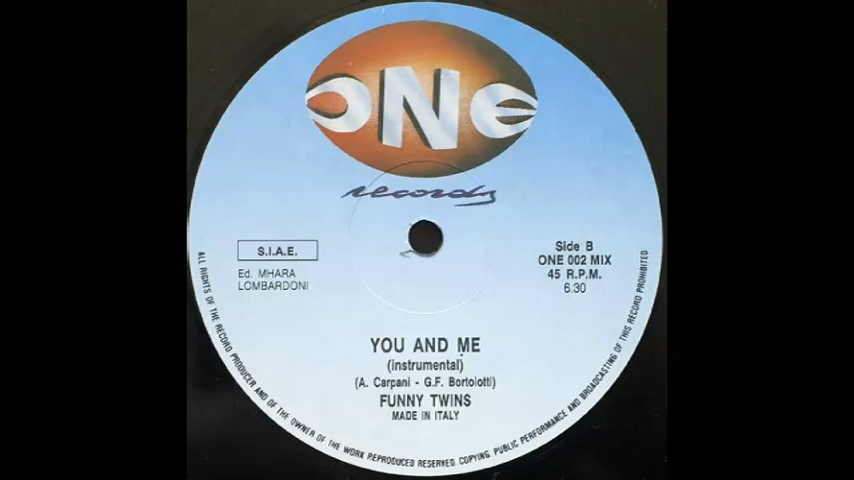 ONE
records
S.I.A.E.
Ed. MHARA
LOMBARDONI
Side B
ONE 002 MIX
45 R.P.M.
6.30
YOU AND ME
(instrumental)
(A. Carpani - G.F. Bortolotti)
FUNNY TWINS
MADE IN ITALY
ALL RIGHTS OF THE RECORD PRODUCER AND OF THE OWNER OF THE WORK REPRODUCED RESERVED COPYING. PUBLIC PERFORMANCE AND BROADCASTING OF THIS RECORD PROHIBITED